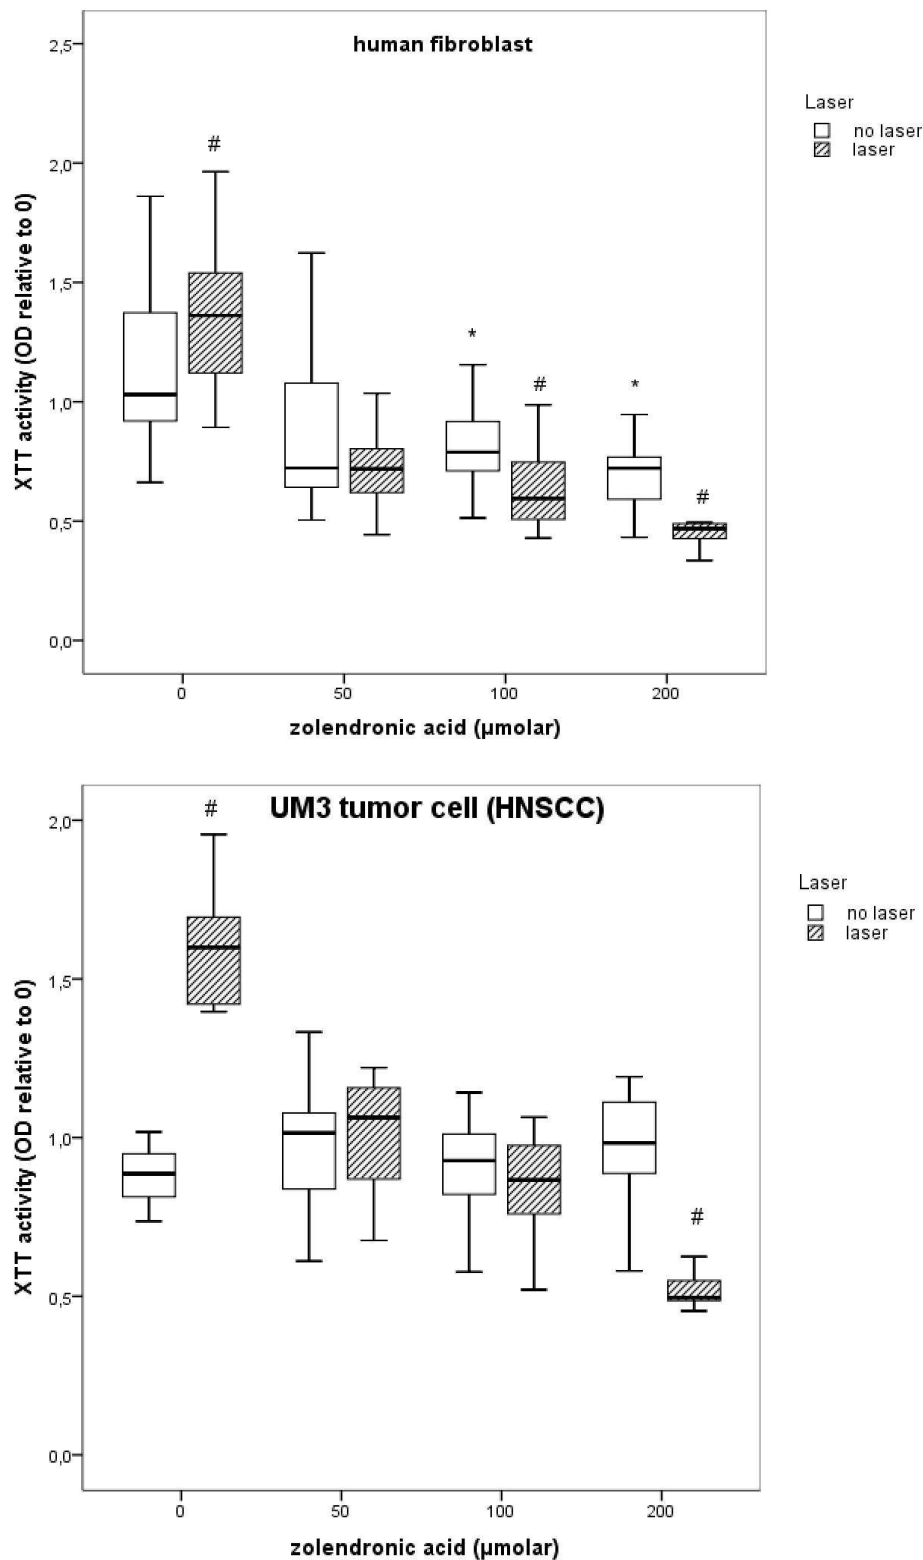 human fibroblast
2,5
2,0
1,5
1,0
0,5
0,0
XTT activity (OD relative to 0)
#
*
#
*
#
0
50
100
200
zolendronic acid (µmolar)
Laser
no laser
laser
UM3 tumor cell (HNSCC)
2,0
1,5
1,0
0,5
0,0
XTT activity (OD relative to 0)
#
#
0
50
100
200
zolendronic acid (µmolar)
Laser
no laser
laser